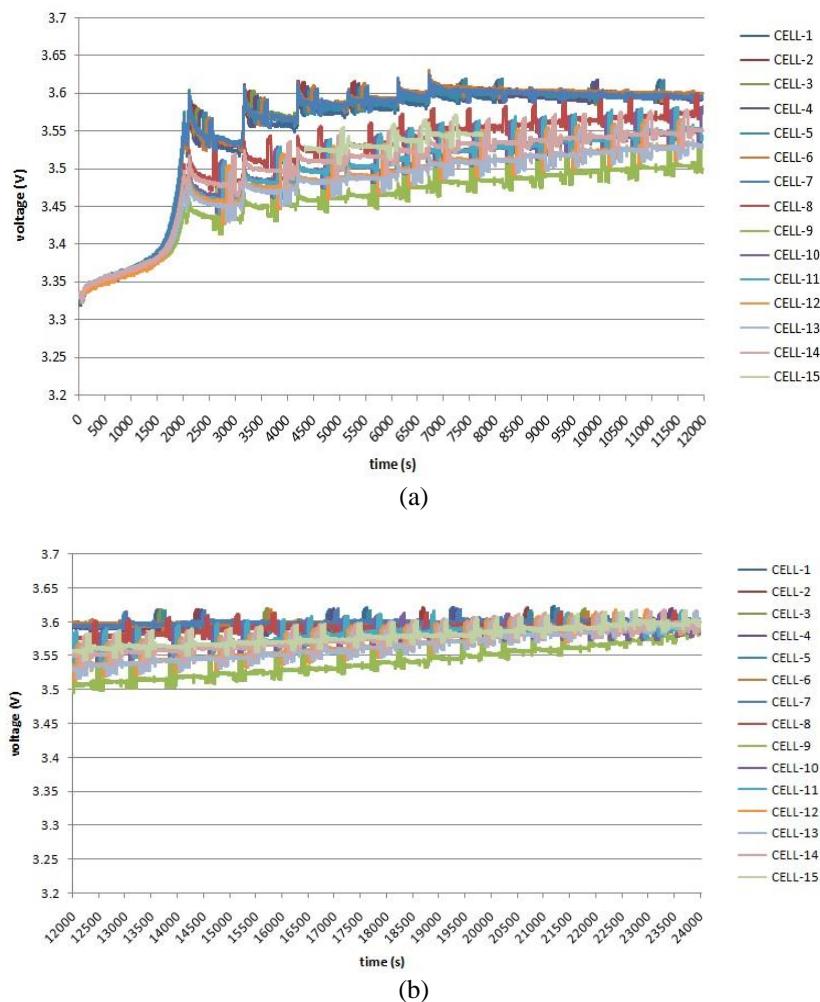 3.7
3.65
3.6
3.55
3.5
3.45
3.4
3.35
3.3
3.25
3.2
voltage (V)
0
500
1000
1500
2000
2500
3000
3500
4000
4500
5000
5500
6000
6500
7000
7500
8000
8500
9000
9500
10000
10500
11000
11500
12000
time (s)
CELL-1
CELL-2
CELL-3
CELL-4
CELL-5
CELL-6
CELL-7
CELL-8
CELL-9
CELL-10
CELL-11
CELL-12
CELL-13
CELL-14
CELL-15
(a)
3.7
3.65
3.6
3.55
3.5
3.45
3.4
3.35
3.3
3.25
3.2
voltage (V)
12000
12500
13000
13500
14000
14500
15000
15500
16000
16500
17000
17500
18000
18500
19000
19500
20000
20500
21000
21500
22000
22500
23000
23500
24000
time (s)
CELL-1
CELL-2
CELL-3
CELL-4
CELL-5
CELL-6
CELL-7
CELL-8
CELL-9
CELL-10
CELL-11
CELL-12
CELL-13
CELL-14
CELL-15
(b)